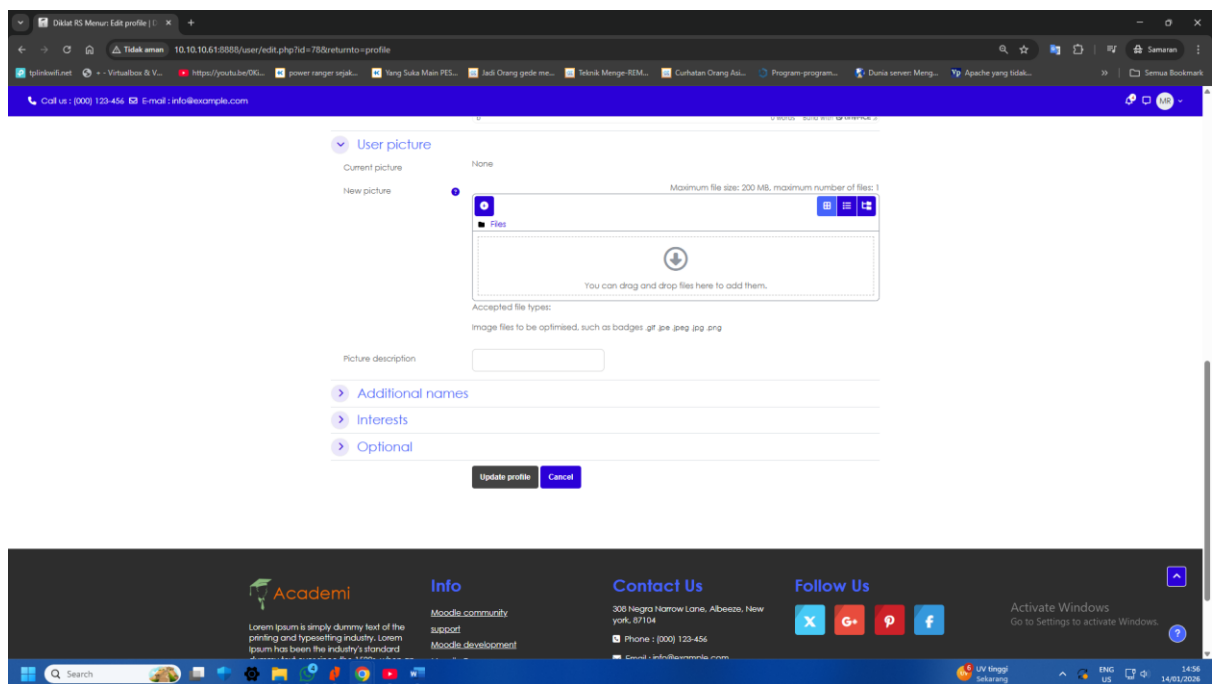 Diklat RS Menur: Edit profile | D
Tidak aman
10.10.10.61:8888/user/edit.php?id=78&returnto=profile
Samaran
tplinkwifi.net
+ - Virtualbox & V...
https://youtu.be/0lG...
power ranger sejak...
Yang Suka Main PES...
Jadi Orang gede me...
Teknik Menge-REM...
Curhatan Orang Asi...
Program-program...
Dunia server: Meng...
Apache yang tidak...
Semua Bookmark
Call us : (000) 123-456 E-mail : info@example.com
MR
User picture
Current picture
None
New picture
Maximum file size: 200 MB, maximum number of files: 1
Files
You can drag and drop files here to add them.
Accepted file types:
Image files to be optimised, such as badges .gif .jpe .jpeg .jpg .png
Picture description
Additional names
Interests
Optional
Update profile
Cancel
Academi
Lorem Ipsum is simply dummy text of the
printing and typesetting industry. Lorem
Ipsum has been the industry's standard
Info
Moodle community
support
Moodle development
Contact Us
308 Negra Narrow Lane, Albeeze, New
york, 87104
Phone : (000) 123-456
Email : info@example.com
Follow Us
Activate Windows
Go to Settings to activate Windows.
Search
6
UV tinggi
Sekarang
ENG
US
14:56
14/01/2026